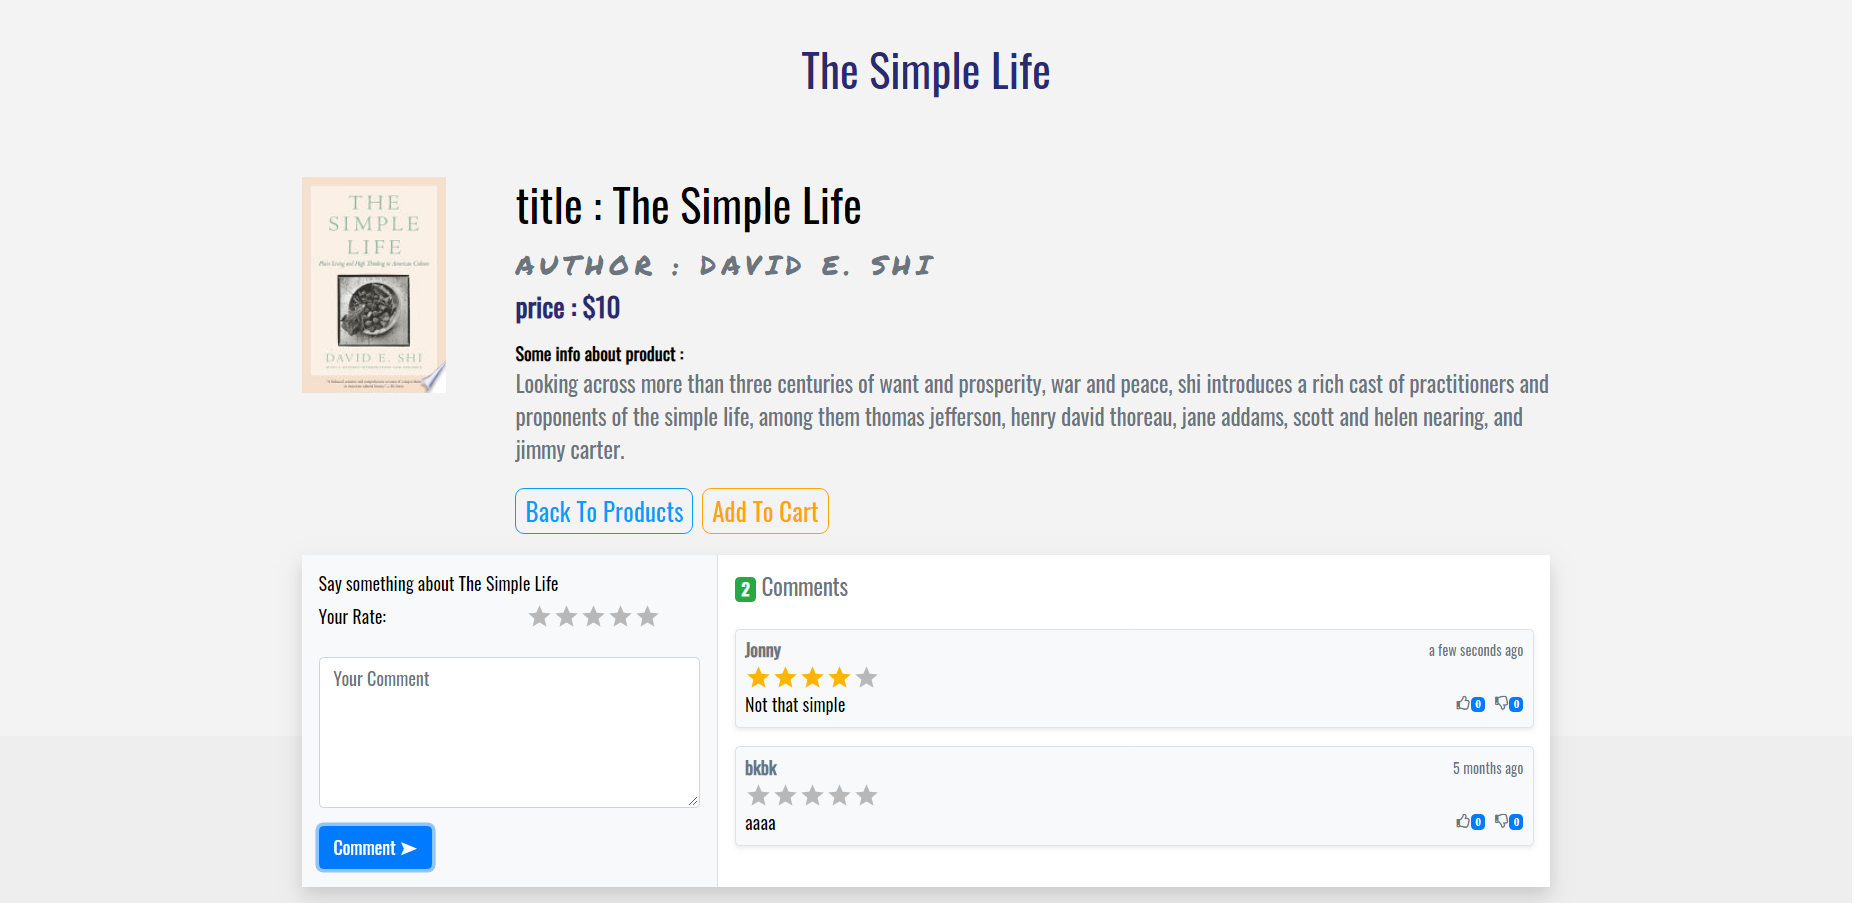 The Simple Life
THE
SIMPLE
LIFE
Plain Living and High Thinking in American Culture
DAVID E. SHI
title : The Simple Life
AUTHOR : DAVID E. SHI
price : $10
Some info about product :
Looking across more than three centuries of want and prosperity, war and peace, shi introduces a rich cast of practitioners and
proponents of the simple life, among them thomas jefferson, henry david thoreau, jane addams, scott and helen nearing, and
jimmy carter.
Back To Products
Add To Cart
Say something about The Simple Life
Your Rate:
Your Comment
Comment ➤
2 Comments
Jonny
a few seconds ago
Not that simple
0 0
bkbk
5 months ago
aaaa
0 0